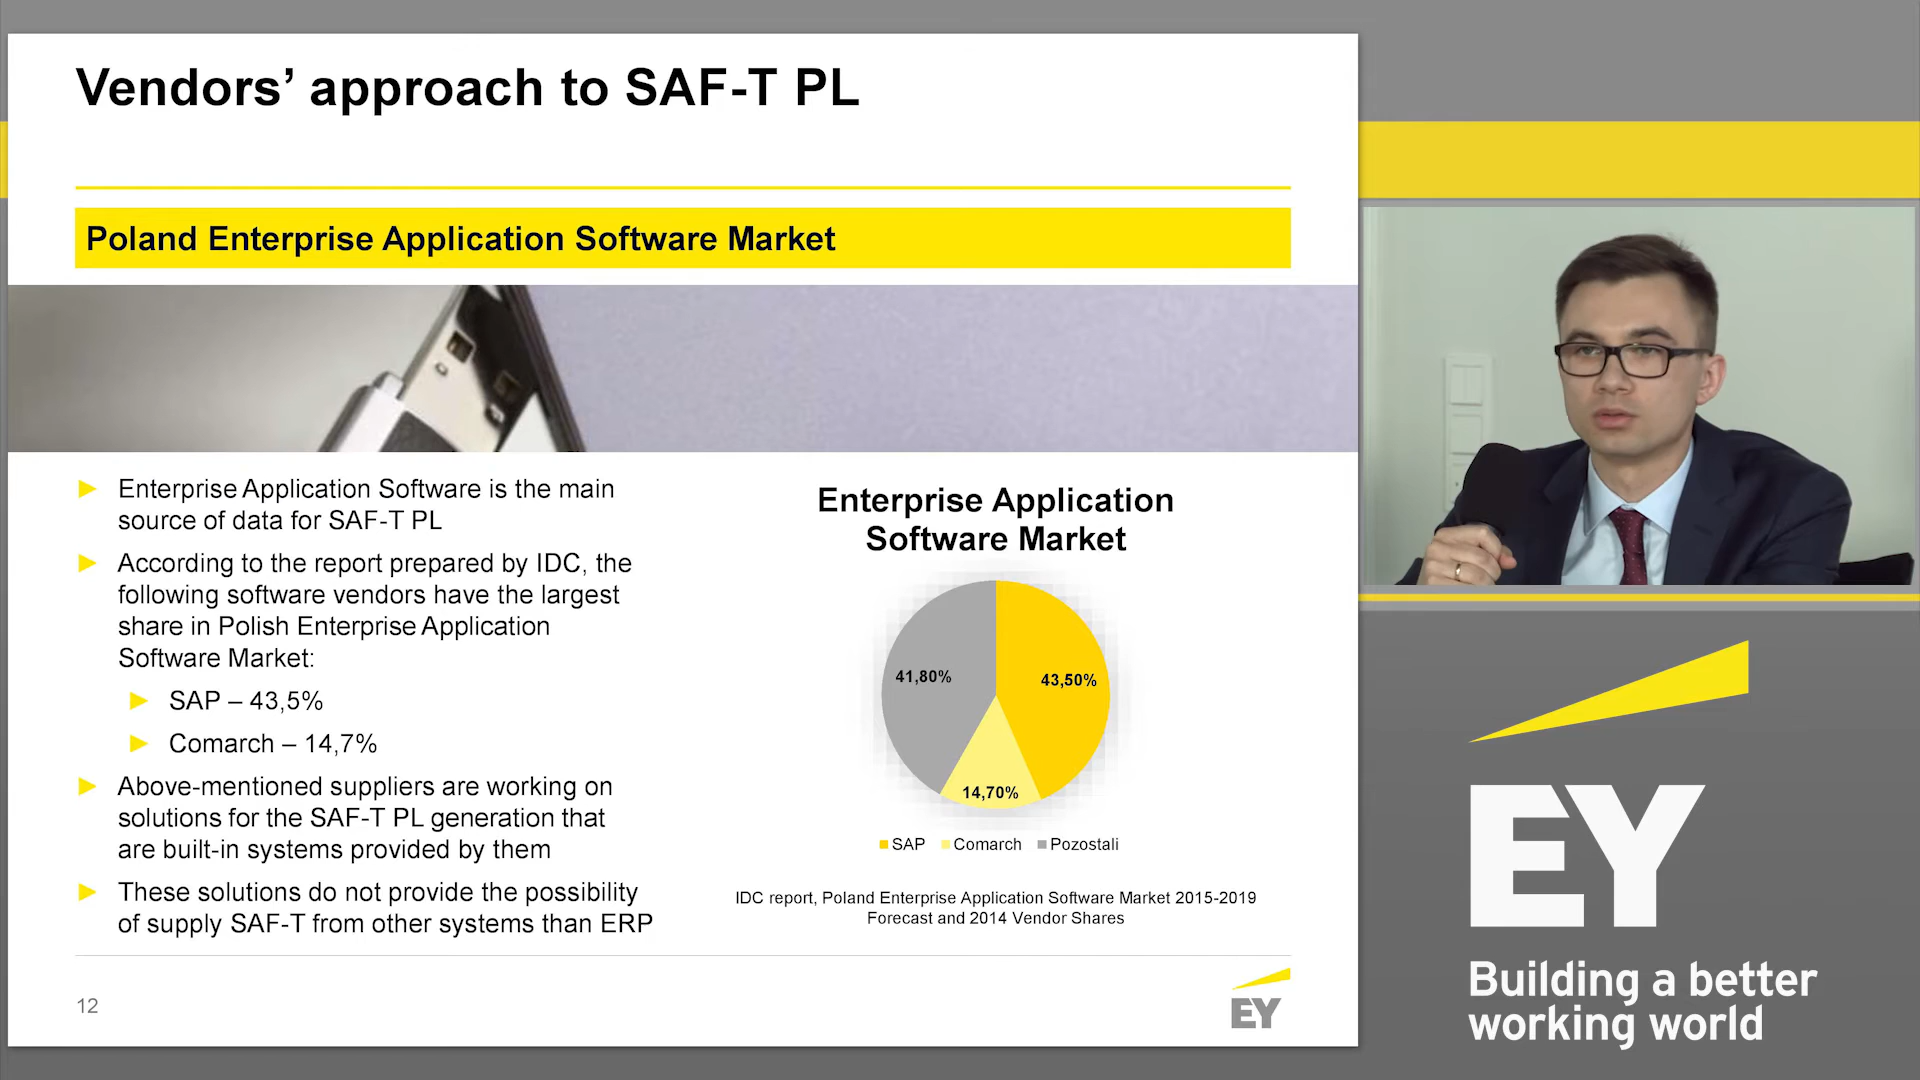 Vendors’ approach to SAF-T PL
Poland Enterprise Application Software Market
► Enterprise Application Software is the main
source of data for SAF-T PL
► According to the report prepared by IDC, the
following software vendors have the largest
share in Polish Enterprise Application
Software Market:
► SAP – 43,5%
► Comarch – 14,7%
► Above-mentioned suppliers are working on
solutions for the SAF-T PL generation that
are built-in systems provided by them
► These solutions do not provide the possibility
of supply SAF-T from other systems than ERP
Enterprise Application
Software Market
41,80%
43,50%
14,70%
SAP Comarch Pozostali
IDC report, Poland Enterprise Application Software Market 2015-2019
Forecast and 2014 Vendor Shares
12
EY
EY
Building a better
working world